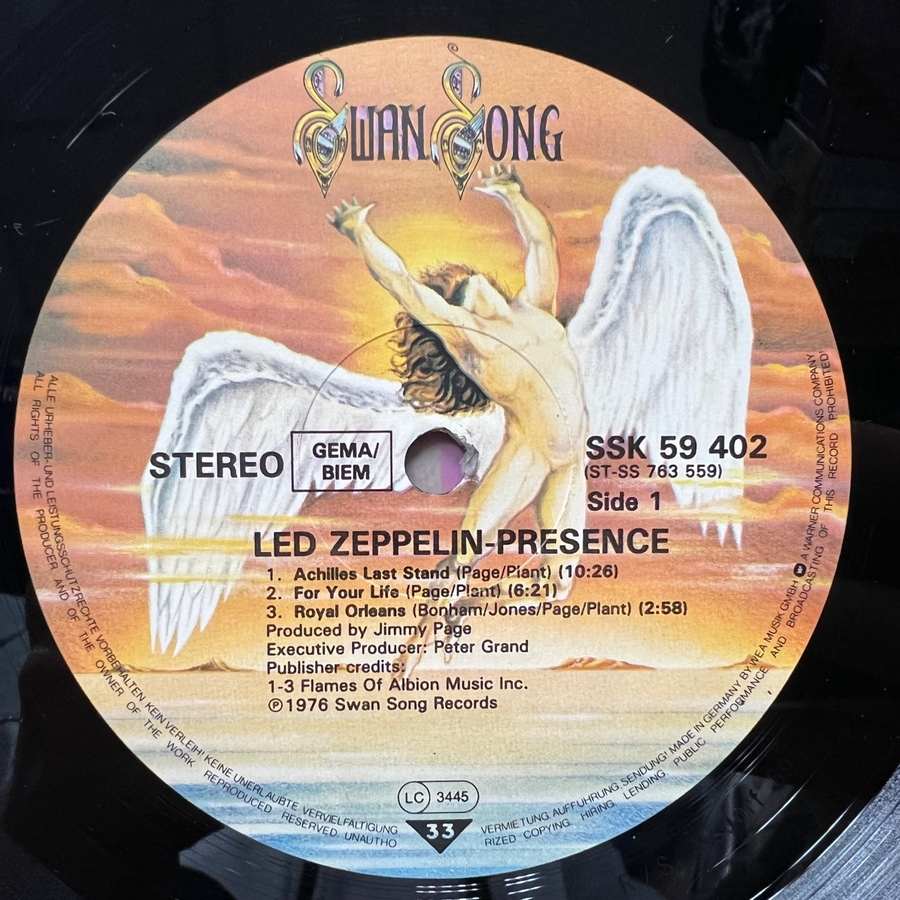 SWAN SONG
STEREO
GEMA/
BIEM
SSK 59 402
(ST-SS 763 559)
Side 1
LED ZEPPELIN-PRESENCE
1. Achilles Last Stand (Page/Plant) (10:26)
2. For Your Life (Page/Plant) (6:21)
3. Royal Orleans (Bonham/Jones/Page/Plant) (2:58)
Produced by Jimmy Page
Executive Producer: Peter Grand
Publisher credits:
1-3 Flames Of Albion Music Inc.
℗1976 Swan Song Records
LC 3445
33
ALLE URHEBER-UND LEISTUNGSSCHUTZRECHTE VORBEHALTEN. KEIN VERLEIH! KEINE UNERLAUBTE VERVIELFÄLTIGUNG
VERMIETUNG, AUFFÜHRUNG, SENDUNG! MADE IN GERMANY BY WEA MUSIK GMBH A WARNER COMMUNICATIONS COMPANY
ALL RIGHTS OF THE PRODUCER AND OF THE OWNER OF THE WORK REPRODUCED RESERVED UNAUTHO
RIZED COPYING HIRING LENDING PUBLIC PERFORMANCE AND BROADCASTING OF THIS RECORD PROHIBITED!